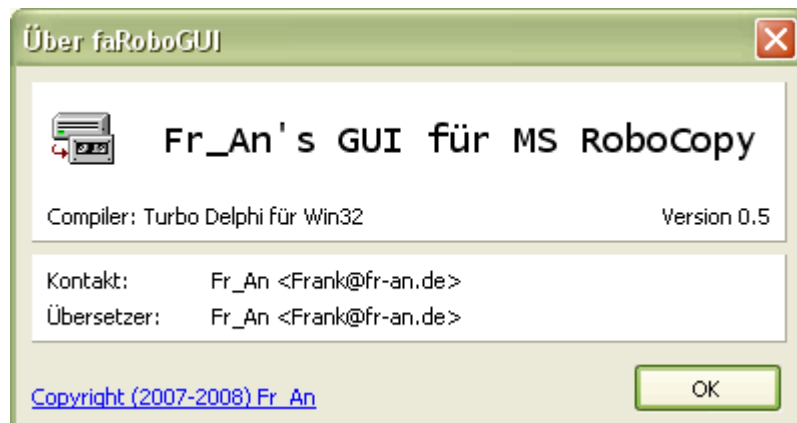 Über faRoboGUI
Fr_An's GUI für MS RoboCopy
Compiler: Turbo Delphi für Win32 Version 0.5
Kontakt: Fr_An <Frank@fr-an.de>
Übersetzer: Fr_An <Frank@fr-an.de>
Copyright (2007-2008) Fr_An OK